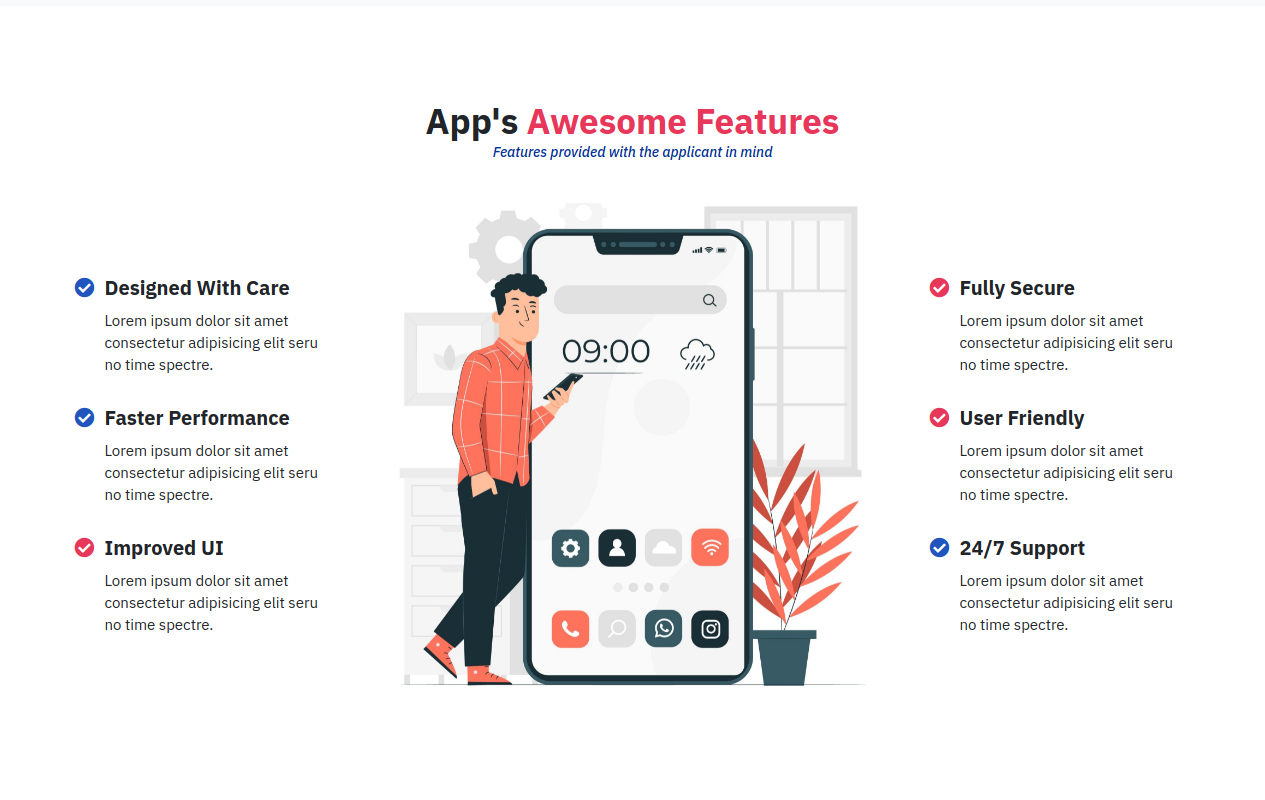 App's Awesome Features
Features provided with the applicant in mind
Designed With Care
Lorem ipsum dolor sit amet
consectetur adipisicing elit seru
no time spectre.
Faster Performance
Lorem ipsum dolor sit amet
consectetur adipisicing elit seru
no time spectre.
Improved UI
Lorem ipsum dolor sit amet
consectetur adipisicing elit seru
no time spectre.
09:00
Fully Secure
Lorem ipsum dolor sit amet
consectetur adipisicing elit seru
no time spectre.
User Friendly
Lorem ipsum dolor sit amet
consectetur adipisicing elit seru
no time spectre.
24/7 Support
Lorem ipsum dolor sit amet
consectetur adipisicing elit seru
no time spectre.